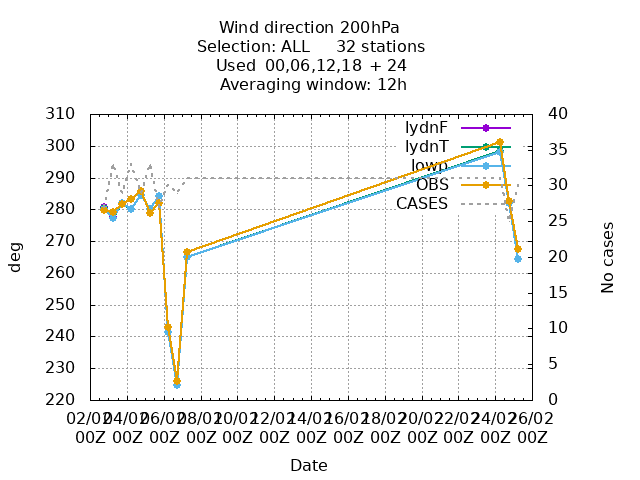 Wind direction 200hPa
Selection: ALL 32 stations
Used 00,06,12,18 + 24
Averaging window: 12h
310 40
300 35
290 30
280 25
270 20
260 15
250 10
240 5
230 0
220
lydnF
lydnT
lowp
OBS
CASES
deg
No cases
02/02 04/02 06/02 08/02 10/02 12/02 14/02 16/02 18/02 20/02 22/02 24/02 26/02
00Z 00Z 00Z 00Z 00Z 00Z 00Z 00Z 00Z 00Z 00Z 00Z 00Z
Date